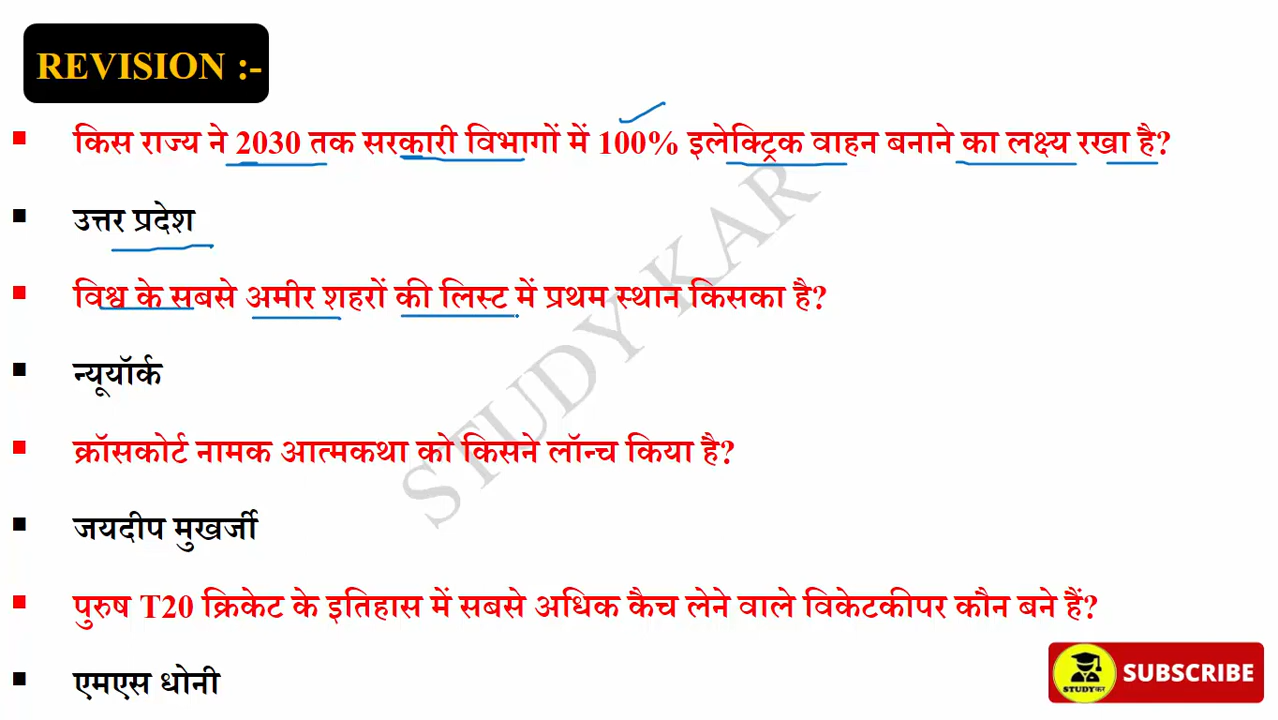 REVISION :-
किस राज्य ने 2030 तक सरकारी विभागों में 100% इलेक्ट्रिक वाहन बनाने का लक्ष्य रखा है?
उत्तर प्रदेश
विश्व के सबसे अमीर शहरों की लिस्ट में प्रथम स्थान किसका है?
न्यूयॉर्क
क्रॉसकोर्ट नामक आत्मकथा को किसने लॉन्च किया है?
जयदीप मुखर्जी
पुरुष T20 क्रिकेट के इतिहास में सबसे अधिक कैच लेने वाले विकेटकीपर कौन बने हैं?
एमएस धोनी
STUDY KAR
STUDYकर
SUBSCRIBE